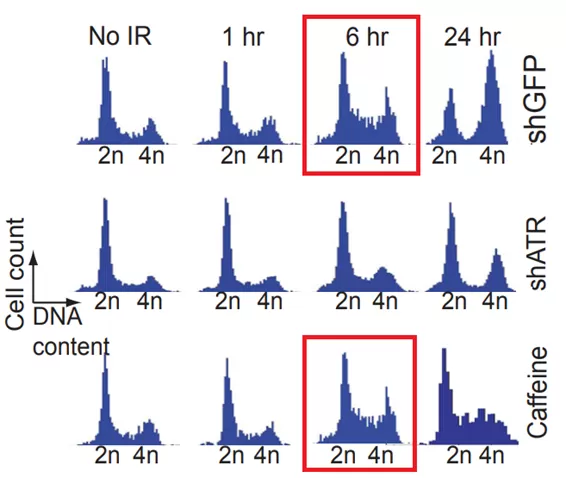 No IR 1 hr 6 hr 24 hr
2n 4n 2n 4n 2n 4n 2n 4n
shGFP
2n 4n 2n 4n 2n 4n 2n 4n
shATR
Cell count
DNA
content
2n 4n 2n 4n 2n 4n 2n 4n
Caffeine